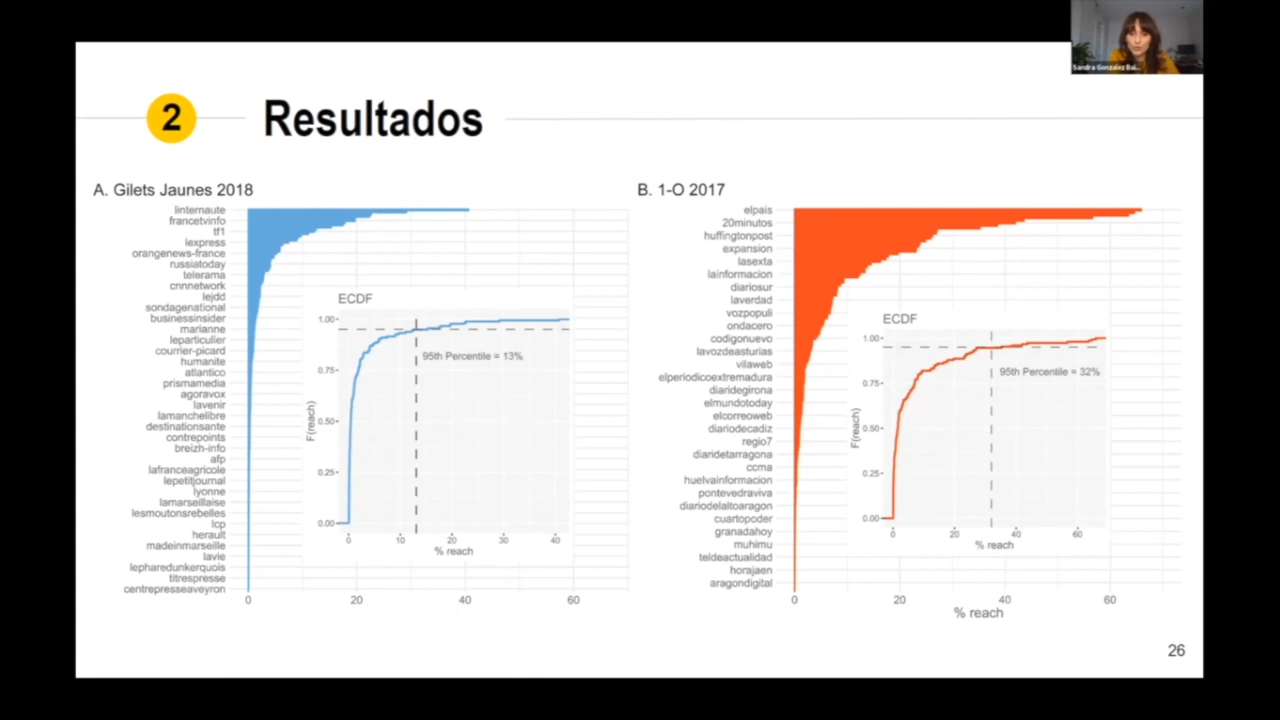 Sandra Gonzalez Bai...
2
Resultados
A. Gilets Jaunes 2018
linternaute
francetvinfo
tf1
lexpress
orangenews-france
russiatoday
telerama
cnnnetwork
lejdd
sondagenational
businessinsider
marianne
leparticulier
courrier-picard
humanite
atlantico
prismamedia
agoravox
lavenir
lamanchelibre
destinationsante
contrepoints
breizh-info
afp
lafranceagricole
lepetitjournal
lyonne
lamarseillaise
lesmoutonsrebelles
lcp
herault
madeinmarseille
lavie
lepharedunkerquois
titrespresse
centrepresseaveyron
0 20 40 60
ECDF
1.00
0.75
0.50
0.25
0.00
F(reach)
95th Percentile = 13%
0 10 20 30 40
% reach
B. 1-O 2017
elpais
20minutos
huffingtonpost
expansion
lasexta
lainformacion
diariosur
laverdad
vozpopuli
ondacero
codigonuevo
lavozdeasturias
vilaweb
elperiodicoextremadura
diaridegirona
elmundotoday
elcorreoweb
diariodecadiz
regio7
diaridetarragona
ccma
huelvainformacion
pontevedraviva
diariodelaltoaragon
cuartopoder
granadahoy
muhimu
teldeactualidad
horajaen
aragondigital
0 20 40 60
% reach
ECDF
1.00
0.75
0.50
0.25
0.00
F(reach)
95th Percentile = 32%
0 20 40 60
% reach
26